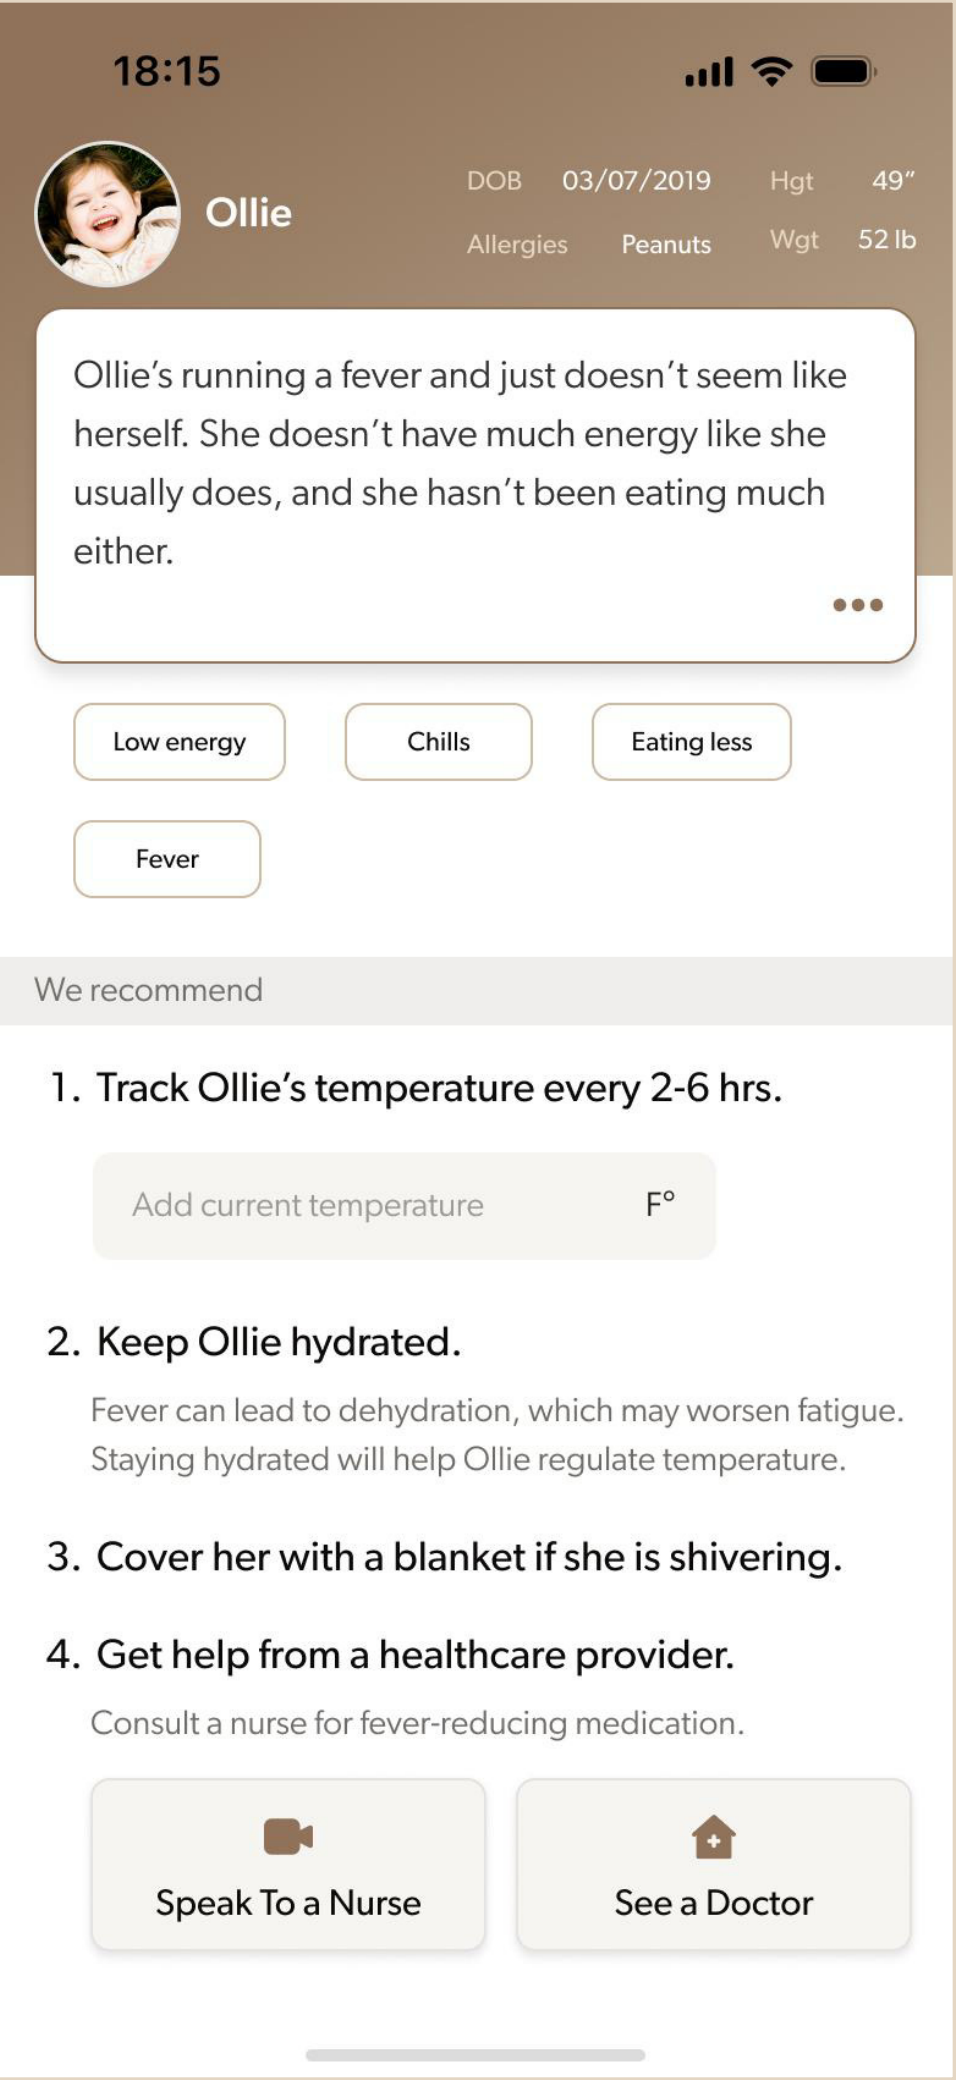 18:15
Ollie
DOB 03/07/2019 Hgt 49”
Allergies Peanuts Wgt 52 lb
Ollie’s running a fever and just doesn’t seem like
herself. She doesn’t have much energy like she
usually does, and she hasn’t been eating much
either.
Low energy
Chills
Eating less
Fever
We recommend
1. Track Ollie’s temperature every 2-6 hrs.
Add current temperature F°
2. Keep Ollie hydrated.
Fever can lead to dehydration, which may worsen fatigue.
Staying hydrated will help Ollie regulate temperature.
3. Cover her with a blanket if she is shivering.
4. Get help from a healthcare provider.
Consult a nurse for fever-reducing medication.
Speak To a Nurse
See a Doctor